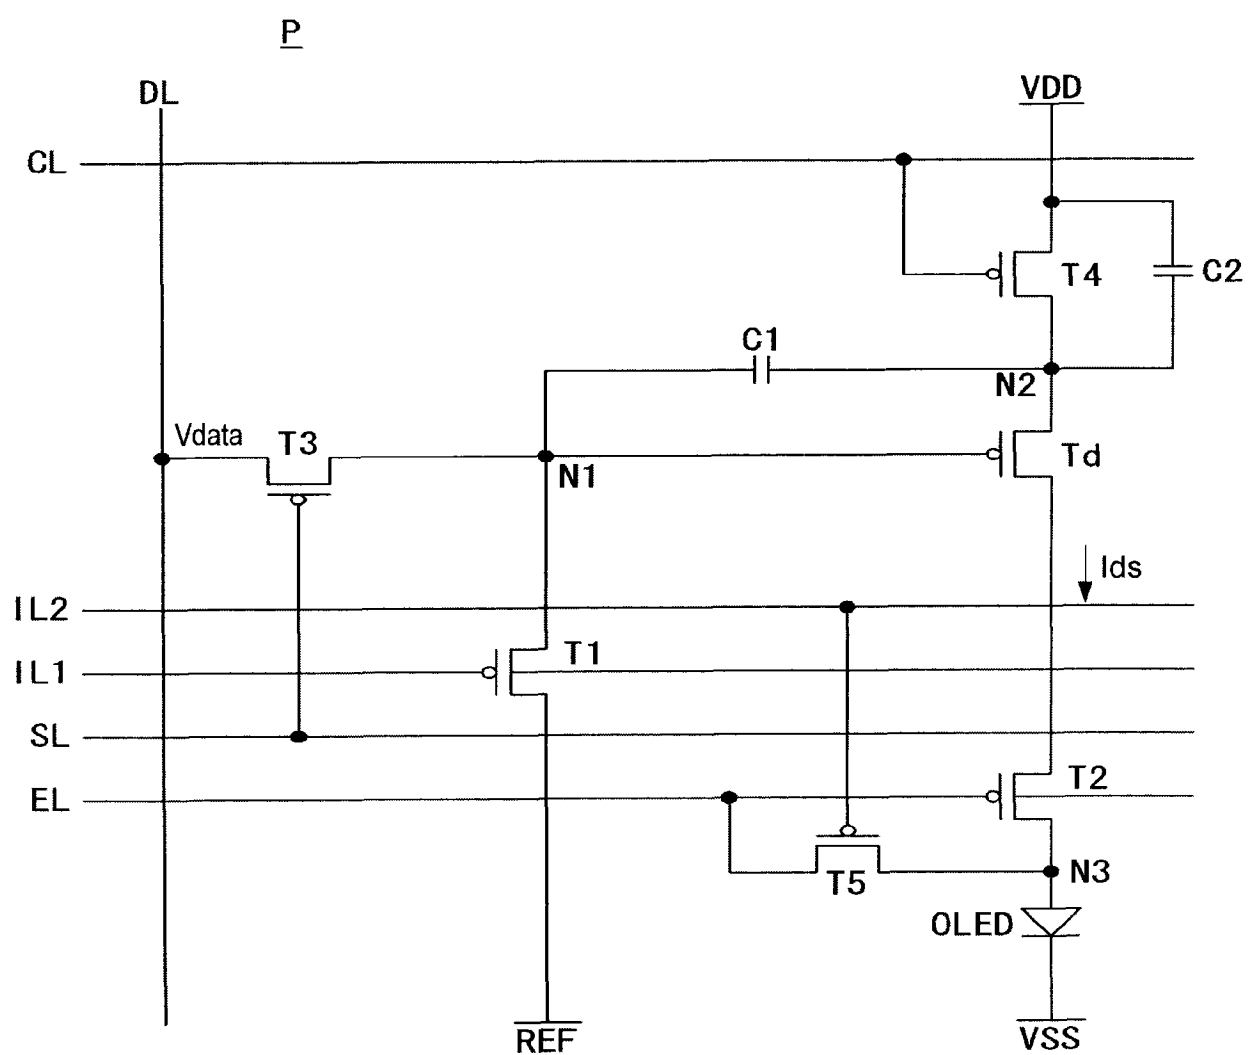 P
DL
VDD
CL
T4
C2
C1
N2
Vdata
T3
N1
Td
Ids
IL2
T1
IL1
SL
T2
EL
N3
T5
OLED
REF
VSS